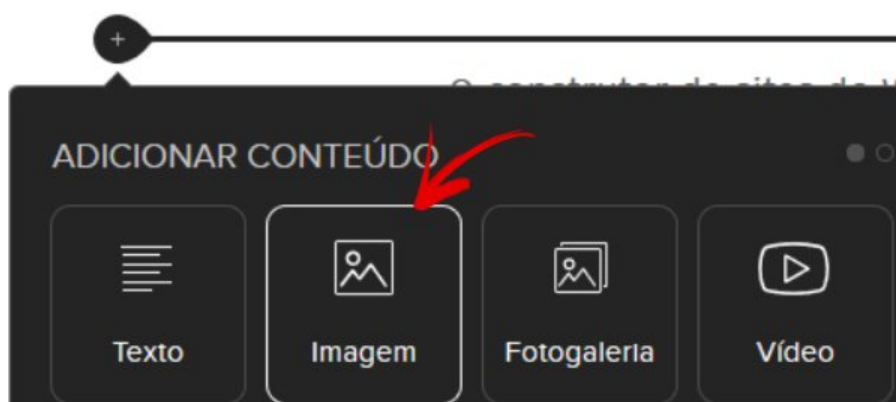 ADICIONAR CONTEÚDO
Texto
Imagem
Fotogaleria
Vídeo